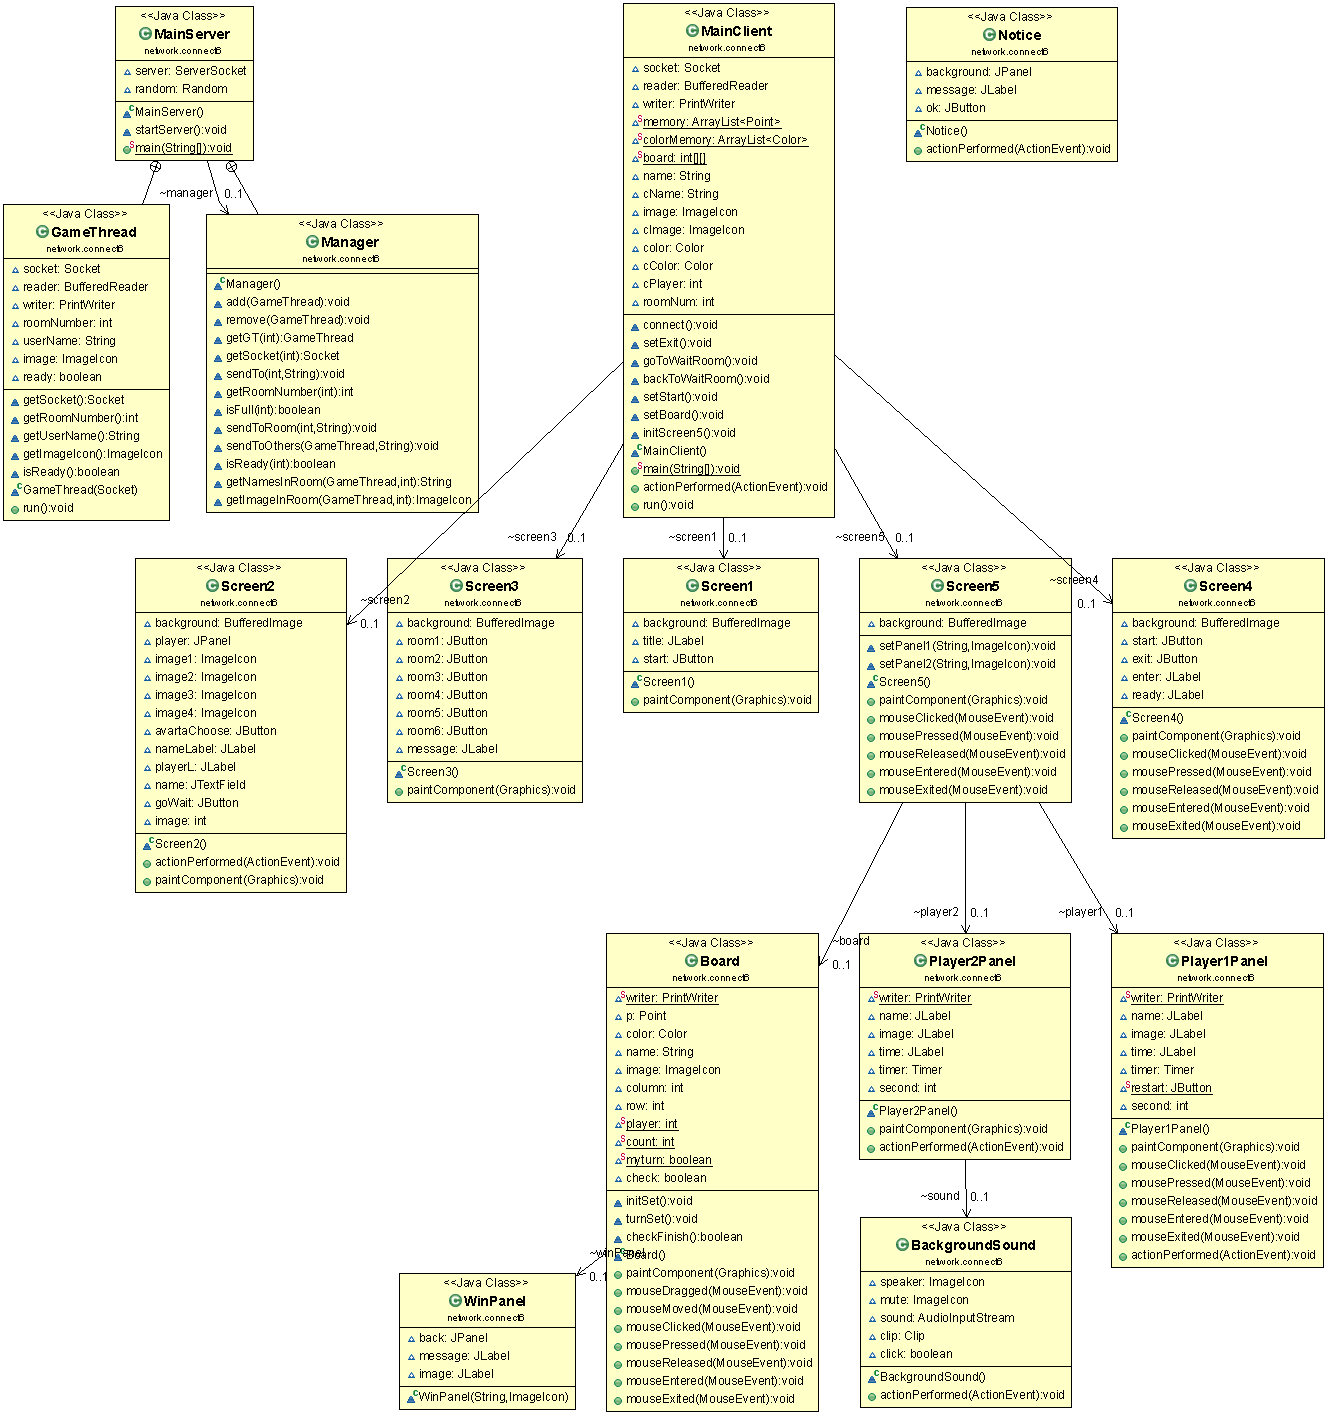 <<Java Class>>
MainServer
network.connect6
server: ServerSocket
random: Random
MainServer()
startServer():void
main(String[]):void
<<Java Class>>
MainClient
network.connect6
socket: Socket
reader: BufferedReader
writer: PrintWriter
memory: ArrayList<Point>
colorMemory: ArrayList<Color>
board: int[][]
name: String
cName: String
image: ImageIcon
cImage: ImageIcon
color: Color
cColor: Color
cPlayer: int
roomNum: int
connect():void
setExit():void
goToWaitRoom():void
backToWaitRoom():void
setStart():void
setBoard():void
initScreen5():void
MainClient()
main(String[]):void
actionPerformed(ActionEvent):void
run():void
<<Java Class>>
Notice
network.connect6
background: JPanel
message: JLabel
ok: JButton
Notice()
actionPerformed(ActionEvent):void
~manager
0..1
<<Java Class>>
GameThread
network.connect6
socket: Socket
reader: BufferedReader
writer: PrintWriter
roomNumber: int
userName: String
image: ImageIcon
ready: boolean
getSocket():Socket
getRoomNumber():int
getUserName():String
getImageIcon():ImageIcon
isReady():boolean
GameThread(Socket)
run():void
<<Java Class>>
Manager
network.connect6
Manager()
add(GameThread):void
remove(GameThread):void
getGT(int):GameThread
getSocket(int):Socket
sendTo(int,String):void
getRoomNumber(int):int
isFull(int):boolean
sendToRoom(int,String):void
sendToOthers(GameThread,String):void
isReady(int):boolean
getNamesInRoom(GameThread,int):String
getImageInRoom(GameThread,int):ImageIcon
~screen3
0..1
~screen1
0..1
~screen5
0..1
~screen4
0..1
~screen2
0..1
<<Java Class>>
Screen2
network.connect6
background: BufferedImage
player: JPanel
image1: ImageIcon
image2: ImageIcon
image3: ImageIcon
image4: ImageIcon
avartaChoose: JButton
nameLabel: JLabel
playerL: JLabel
name: JTextField
goWait: JButton
image: int
Screen2()
actionPerformed(ActionEvent):void
paintComponent(Graphics):void
<<Java Class>>
Screen3
network.connect6
background: BufferedImage
room1: JButton
room2: JButton
room3: JButton
room4: JButton
room5: JButton
room6: JButton
message: JLabel
Screen3()
paintComponent(Graphics):void
<<Java Class>>
Screen1
network.connect6
background: BufferedImage
title: JLabel
start: JButton
Screen1()
paintComponent(Graphics):void
<<Java Class>>
Screen5
network.connect6
background: BufferedImage
setPanel1(String,ImageIcon):void
setPanel2(String,ImageIcon):void
Screen5()
paintComponent(Graphics):void
mouseClicked(MouseEvent):void
mousePressed(MouseEvent):void
mouseReleased(MouseEvent):void
mouseEntered(MouseEvent):void
mouseExited(MouseEvent):void
<<Java Class>>
Screen4
network.connect6
background: BufferedImage
start: JButton
exit: JButton
enter: JLabel
ready: JLabel
Screen4()
paintComponent(Graphics):void
mouseClicked(MouseEvent):void
mousePressed(MouseEvent):void
mouseReleased(MouseEvent):void
mouseEntered(MouseEvent):void
mouseExited(MouseEvent):void
~board
0..1
~player2
0..1
~player1
0..1
<<Java Class>>
Board
network.connect6
writer: PrintWriter
p: Point
color: Color
name: String
image: ImageIcon
column: int
row: int
player: int
count: int
myturn: boolean
check: boolean
initSet():void
turnSet():void
checkFinish():boolean
Board()
paintComponent(Graphics):void
mouseDragged(MouseEvent):void
mouseMoved(MouseEvent):void
mouseClicked(MouseEvent):void
mousePressed(MouseEvent):void
mouseReleased(MouseEvent):void
mouseEntered(MouseEvent):void
mouseExited(MouseEvent):void
<<Java Class>>
Player2Panel
network.connect6
writer: PrintWriter
name: JLabel
image: JLabel
time: JLabel
timer: Timer
second: int
Player2Panel()
paintComponent(Graphics):void
actionPerformed(ActionEvent):void
<<Java Class>>
Player1Panel
network.connect6
writer: PrintWriter
name: JLabel
image: JLabel
time: JLabel
timer: Timer
restart: JButton
second: int
Player1Panel()
paintComponent(Graphics):void
mouseClicked(MouseEvent):void
mousePressed(MouseEvent):void
mouseReleased(MouseEvent):void
mouseEntered(MouseEvent):void
mouseExited(MouseEvent):void
actionPerformed(ActionEvent):void
~sound
0..1
~winPanel
0..1
<<Java Class>>
WinPanel
network.connect6
back: JPanel
message: JLabel
image: JLabel
WinPanel(String,ImageIcon)
<<Java Class>>
BackgroundSound
network.connect6
speaker: ImageIcon
mute: ImageIcon
sound: AudioInputStream
clip: Clip
click: boolean
BackgroundSound()
actionPerformed(ActionEvent):void